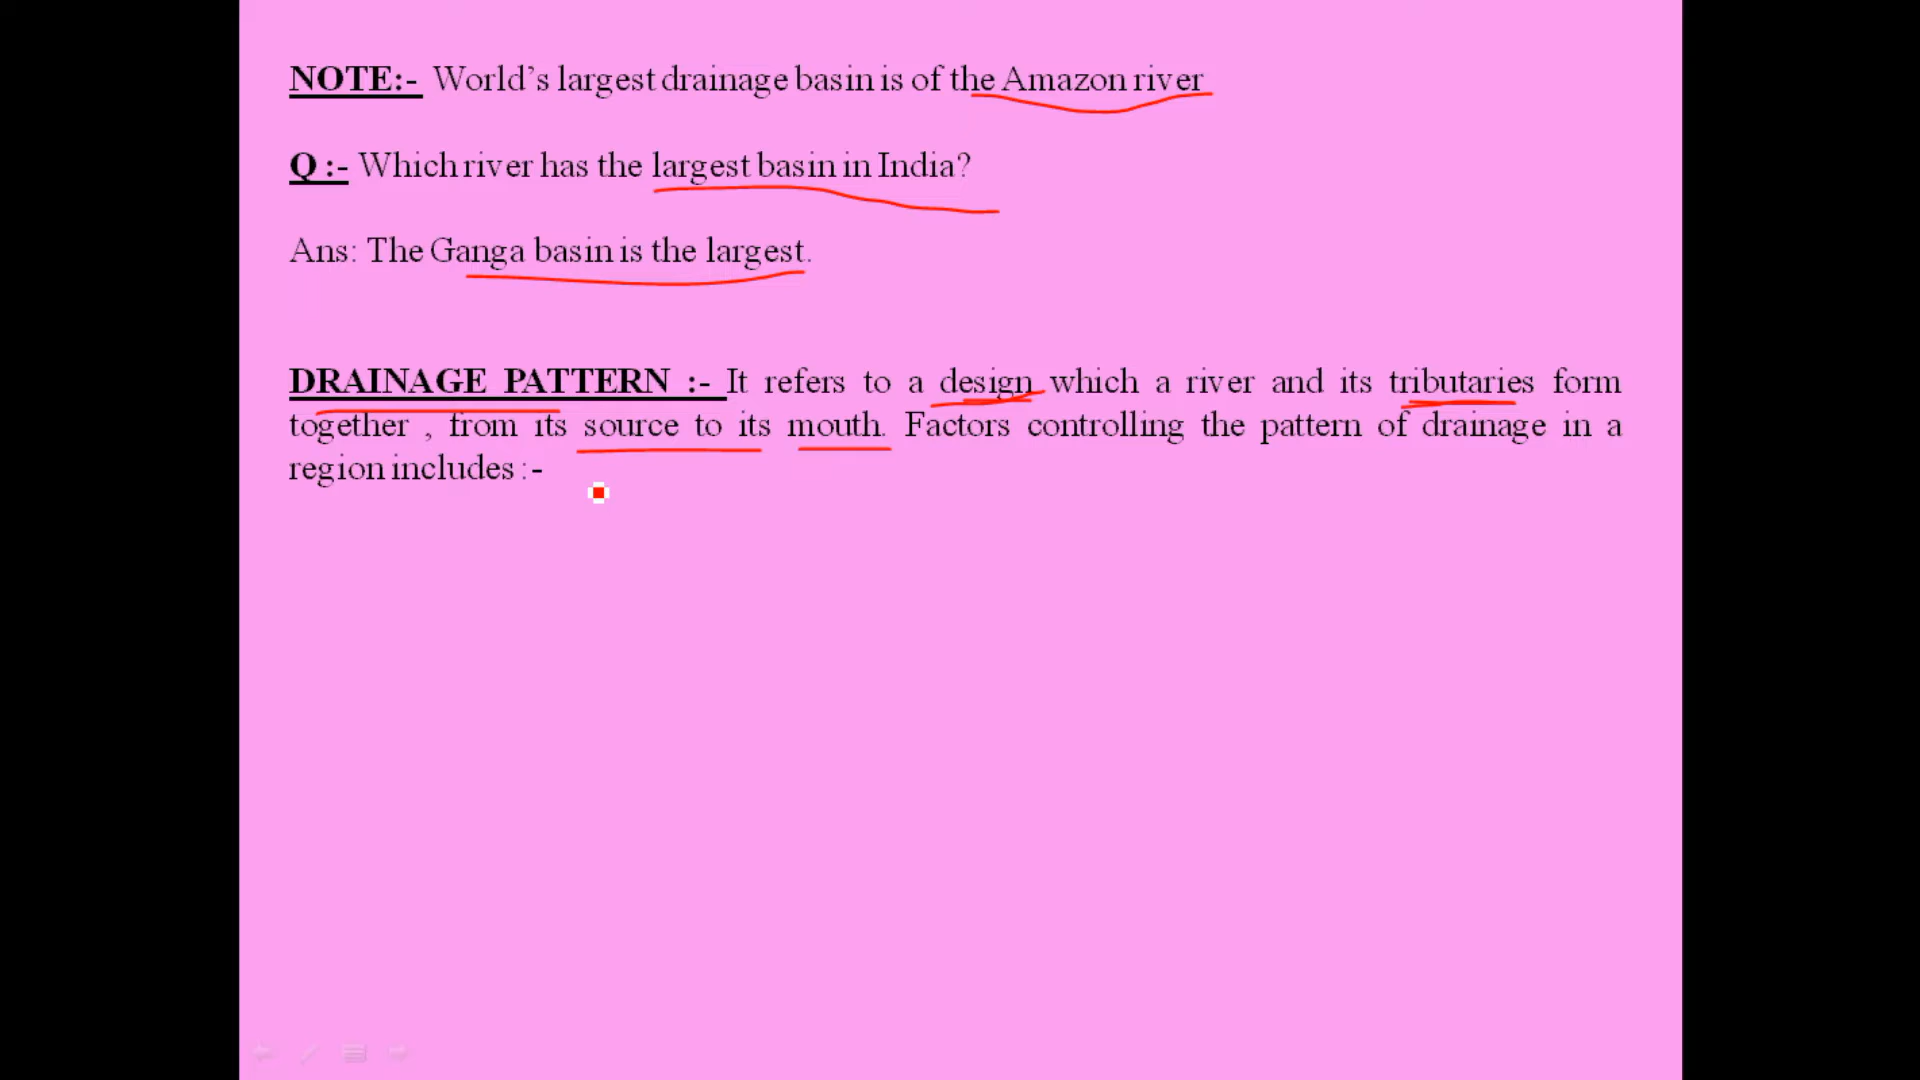 NOTE:- World's largest drainage basin is of the Amazon river
Q :- Which river has the largest basin in India?
Ans: The Ganga basin is the largest.
DRAINAGE PATTERN :- It refers to a design which a river and its tributaries form
together , from its source to its mouth. Factors controlling the pattern of drainage in a
region includes :-